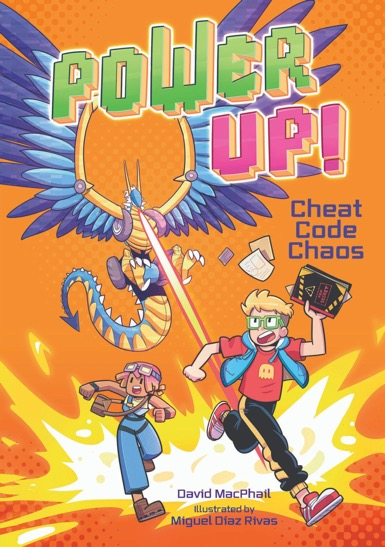 POWER
UP!
Cheat
Code
Chaos
David MacPhail
illustrated by
Miguel Díaz Rivas